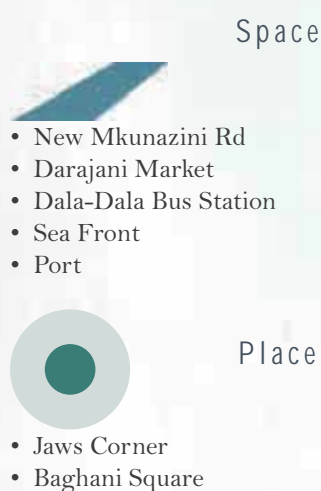 Space
• New Mkunazini Rd
• Darajani Market
• Dala-Dala Bus Station
• Sea Front
• Port
Place
• Jaws Corner
• Baghani Square